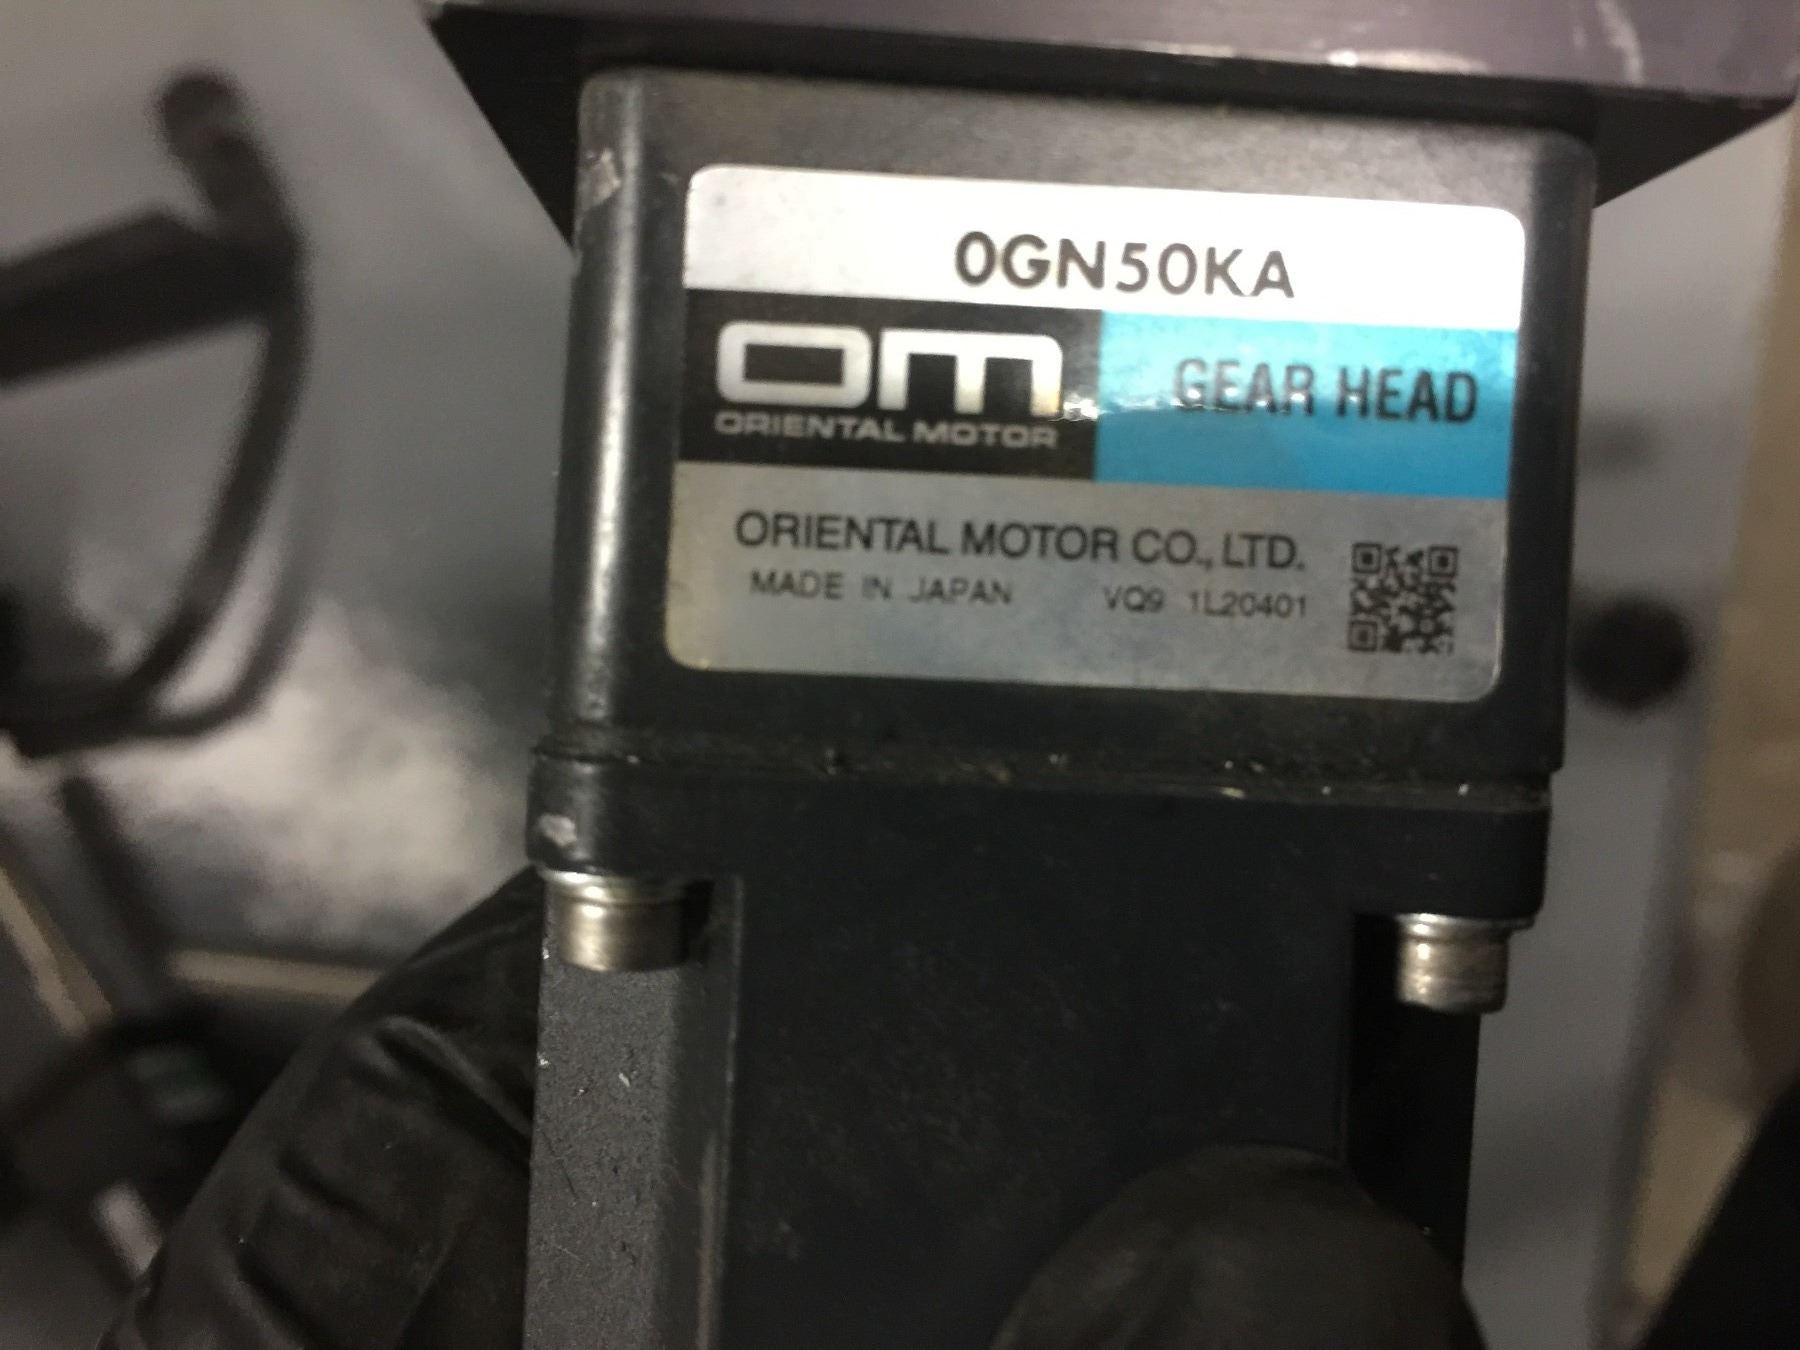 0GN50KA
OM
ORIENTAL MOTOR
GEAR HEAD
ORIENTAL MOTOR CO., LTD.
MADE IN JAPAN VQ9 1L20401